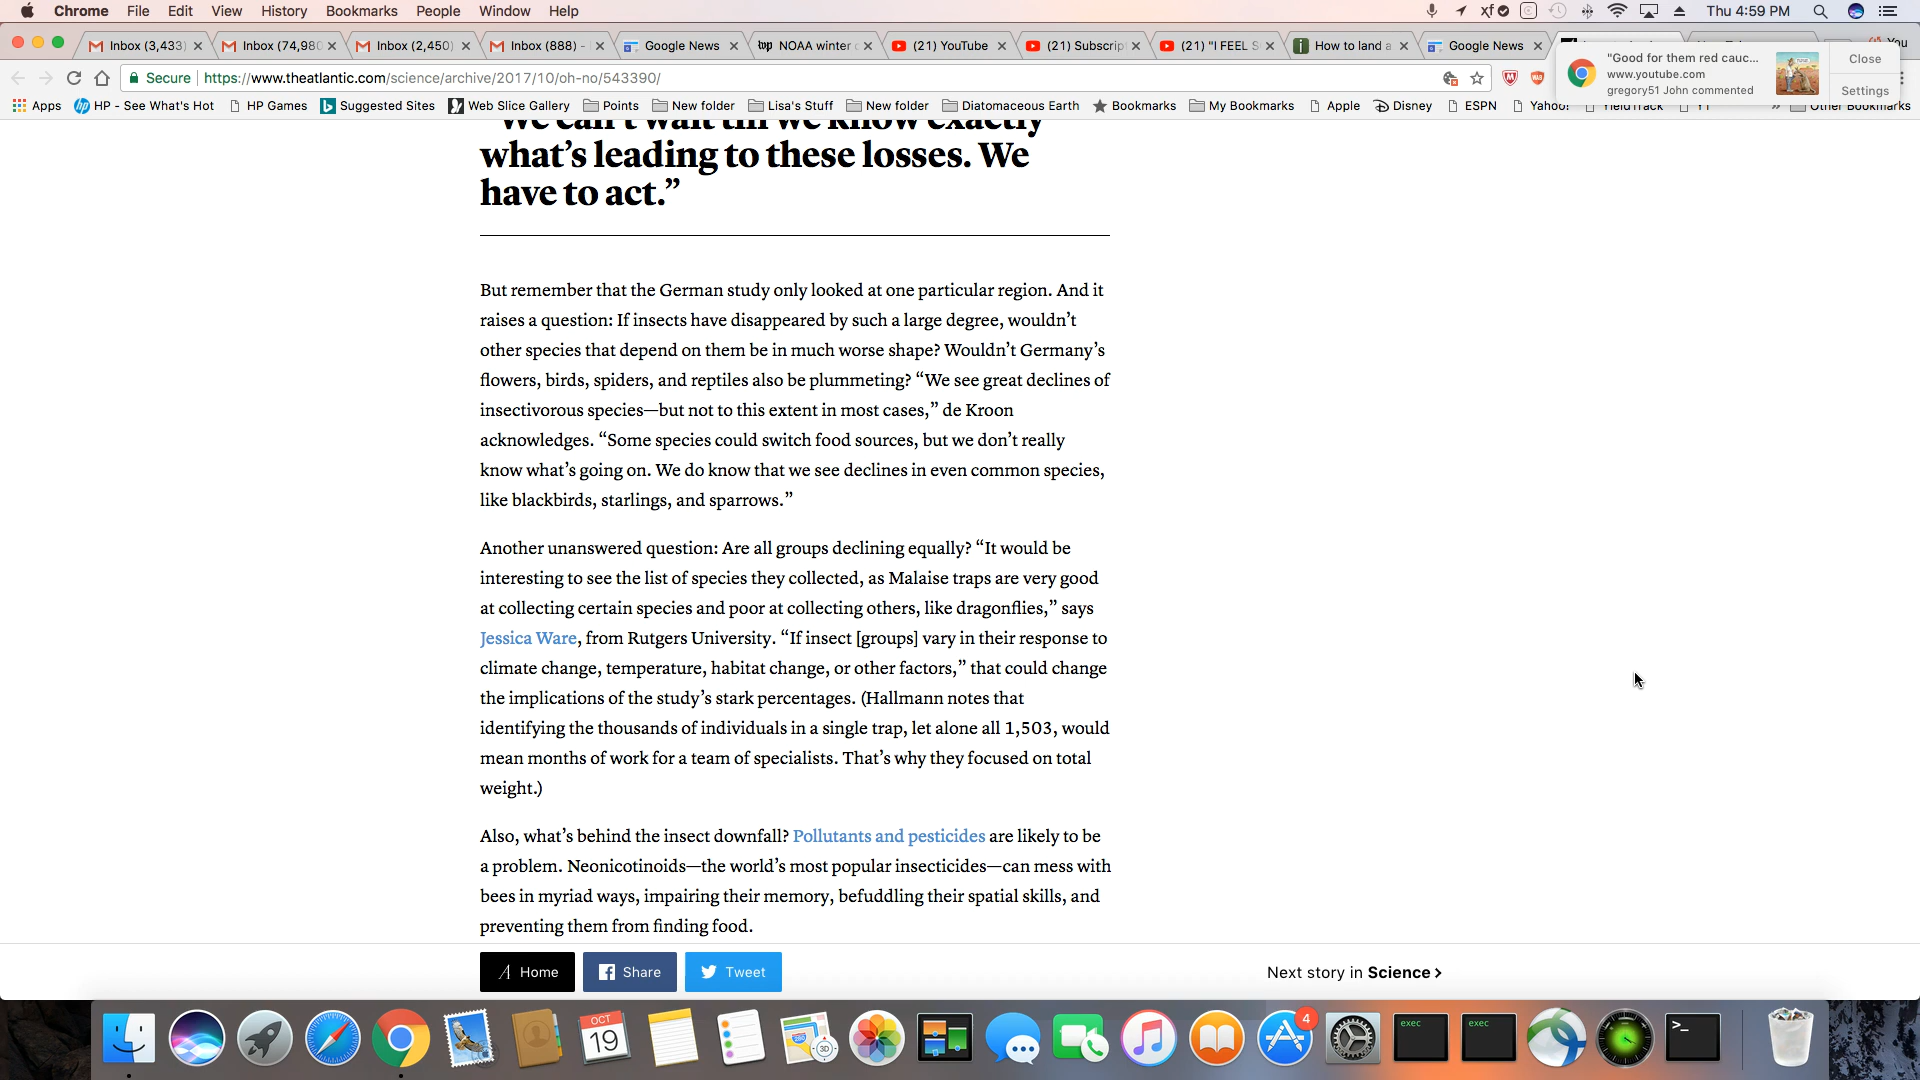 Chrome File Edit View History Bookmarks People Window Help Thu 4:59 PM
Inbox (3,433) Inbox (74,98 Inbox (2,450) Inbox (888) - Google News NOAA winter (21) YouTube (21) Subscrip (21) "I FEEL S How to land a Google News You
Secure https://www.theatlantic.com/science/archive/2017/10/oh-no/543390/
"Good for them red cauc... Close
www.youtube.com
gregory51 John commented Settings
Apps HP - See What's Hot HP Games Suggested Sites Web Slice Gallery Points New folder Lisa's Stuff New folder Diatomaceous Earth Bookmarks My Bookmarks Apple Disney ESPN Yahoo! YieldTrack YT » Other Bookmarks
“We can’t wait till we know exactly
what’s leading to these losses. We
have to act.”
But remember that the German study only looked at one particular region. And it
raises a question: If insects have disappeared by such a large degree, wouldn’t
other species that depend on them be in much worse shape? Wouldn’t Germany’s
flowers, birds, spiders, and reptiles also be plummeting? “We see great declines of
insectivorous species—but not to this extent in most cases,” de Kroon
acknowledges. “Some species could switch food sources, but we don’t really
know what’s going on. We do know that we see declines in even common species,
like blackbirds, starlings, and sparrows.”
Another unanswered question: Are all groups declining equally? “It would be
interesting to see the list of species they collected, as Malaise traps are very good
at collecting certain species and poor at collecting others, like dragonflies,” says
Jessica Ware, from Rutgers University. “If insect [groups] vary in their response to
climate change, temperature, habitat change, or other factors,” that could change
the implications of the study’s stark percentages. (Hallmann notes that
identifying the thousands of individuals in a single trap, let alone all 1,503, would
mean months of work for a team of specialists. That’s why they focused on total
weight.)
Also, what’s behind the insect downfall? Pollutants and pesticides are likely to be
a problem. Neonicotinoids—the world’s most popular insecticides—can mess with
bees in myriad ways, impairing their memory, befuddling their spatial skills, and
preventing them from finding food.
A Home Share Tweet Next story in Science >
OCT
19
3D
4
exec
exec
>_